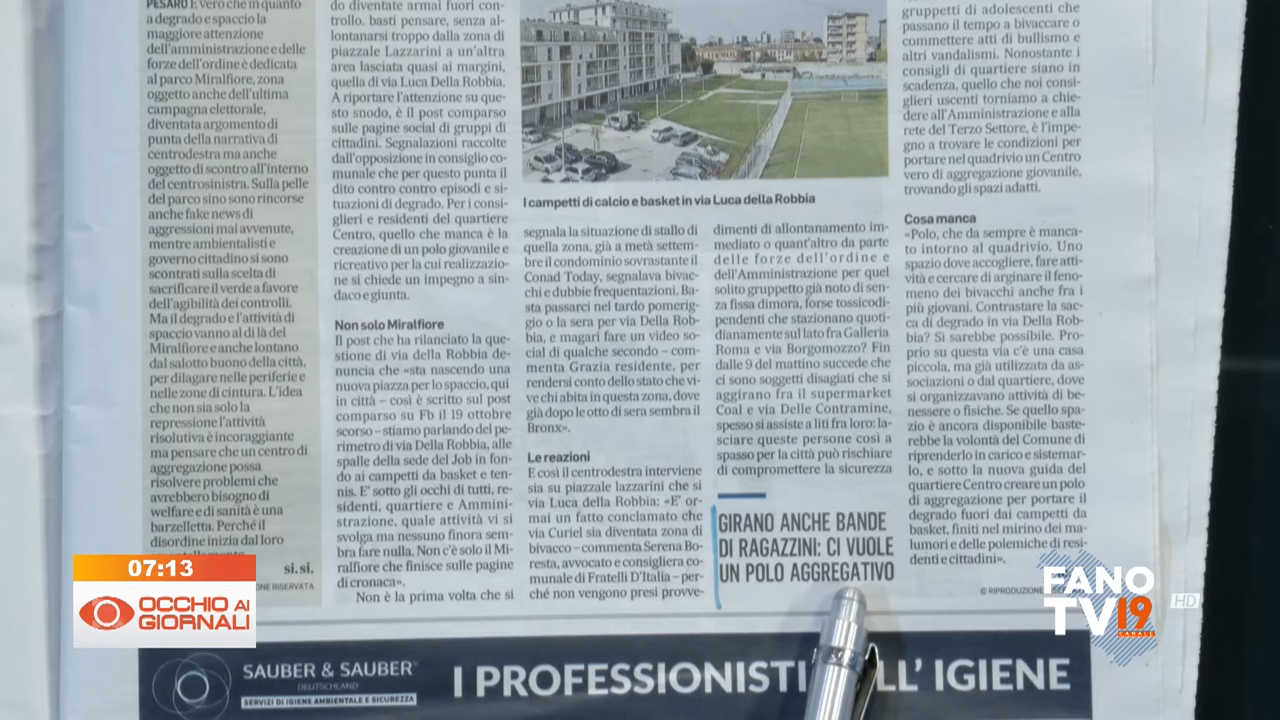 PESARO È vero che in quanto
a degrado e spaccio la
maggiore attenzione
dell'amministrazione e delle
forze dell'ordine è dedicata
al parco Miralfiore, zona
oggetto anche dell'ultima
campagna elettorale,
diventata argomento di
punta della narrativa di
centrodestra ma anche
oggetto di scontro all'interno
del centrosinistra. Sulla pelle
del parco sino sono rincorse
anche fake news di
aggressioni mai avvenute,
mentre ambientalisti e
governo cittadino si sono
scontrati sulla scelta di
sacrificare il verde a favore
dell'agibilità dei controlli.
Ma il degrado e l'attività di
spaccio vanno al di là del
Miralfiore e anche lontano
dal salotto buono della città,
per dilagare nelle periferie e
nelle zone di cintura. L'idea
che non sia solo la
repressione l'attività
risolutiva è incoraggiante
ma pensare che un centro di
aggregazione possa
risolvere problemi che
avrebbero bisogno di
welfare e di sanità è una
barzelletta. Perché il
disordine inizia dal loro
si. si.
ONE RISERVATA
do diventate armai fuori con-
trollo. basti pensare, senza al-
lontanarsi troppo dalla zona di
piazzale Lazzarini a un'altra
area lasciata quasi ai margini,
quella di via Luca Della Robbia.
A riportare l'attenzione su que-
sto snodo, è il post comparso
sulle pagine social di gruppi di
cittadini. Segnalazioni raccolte
dall'opposizione in consiglio co-
munale che per questo punta il
dito contro contro episodi e si-
tuazioni di degrado. Per i consi-
glieri e residenti del quartiere
Centro, quello che manca è la
creazione di un polo giovanile e
ricreativo per la cui realizzazio-
ne si chiede un impegno a sin-
daco e giunta.
Non solo Miralfiore
Il post che ha rilanciato la que-
stione di via della Robbia de-
nuncia che «sta nascendo una
nuova piazza per lo spaccio, qui
in città – così è scritto sul post
comparso su Fb il 19 ottobre
scorso – stiamo parlando del pe-
rimetro di via Della Robbia, alle
spalle della sede del Job in fon-
do ai campetti da basket e ten-
nis. E' sotto gli occhi di tutti, re-
sidenti, quartiere e Ammini-
strazione, quale attività vi si
svolga ma nessuno finora sem-
bra fare nulla. Non c'è solo il Mi-
ralfiore che finisce sulle pagine
di cronaca».
Non è la prima volta che si
I campetti di calcio e basket in via Luca della Robbia
segnala la situazione di stallo di
quella zona, già a metà settem-
bre il condominio sovrastante il
Conad Today, segnalava bivac-
chi e dubbie frequentazioni. Ba-
sta passarci nel tardo pomerig-
gio o la sera per via Della Rob-
bia, e magari fare un video so-
cial di qualche secondo – com-
menta Grazia residente, per
rendersi conto dello stato che vi-
ve chi abita in questa zona, dove
già dopo le otto di sera sembra il
Bronx».
Le reazioni
E così il centrodestra interviene
sia su piazzale lazzarini che si
via Luca della Robbia: «E' or-
mai un fatto conclamato che
via Curiel sia diventata zona di
bivacco – commenta Serena Bo-
resta, avvocato e consigliera co-
munale di Fratelli D'Italia – per-
ché non vengono presi provve-
dimenti di allontanamento im-
mediato o quant'altro da parte
delle forze dell'ordine e
dell'Amministrazione per quel
solito gruppetto già noto di sen-
za fissa dimora, forse tossicodi-
pendenti che stazionano quoti-
dianamente sul lato fra Galleria
Roma e via Borgomozzo? Fin
dalle 9 del mattino succede che
ci sono soggetti disagiati che si
aggirano fra il supermercato
Coal e via Delle Contramine,
spesso si assiste a liti fra loro: la-
sciare queste persone così a
spasso per la città può rischiare
di compromettere la sicurezza
GIRANO ANCHE BANDE
DI RAGAZZINI: CI VUOLE
UN POLO AGGREGATIVO
gruppetti di adolescenti che
passano il tempo a bivaccare o
commettere atti di bullismo e
altri vandalismi. Nonostante i
consigli di quartiere siano in
scadenza, quello che noi consi-
glieri uscenti torniamo a chie-
dere all'Amministrazione e alla
rete del Terzo Settore, è l'impe-
gno a trovare le condizioni per
portare nel quadrivio un Centro
vero di aggregazione giovanile,
trovando gli spazi adatti.
Cosa manca
«Polo, che da sempre è manca-
to intorno al quadrivio. Uno
spazio dove accogliere, fare atti-
vità e cercare di arginare il feno-
meno dei bivacchi anche fra i
più giovani. Contrastare la sac-
ca di degrado in via Della Rob-
bia? Si sarebbe possibile. Pro-
prio su questa via c'è una casa
piccola, ma già utilizzata da as-
sociazioni o dal quartiere, dove
si organizzavano attività di be-
nessere o fisiche. Se quello spa-
zio è ancora disponibile baste-
rebbe la volontà del Comune di
riprenderlo in carico e sistemar-
lo, e sotto la nuova guida del
quartiere Centro creare un polo
di aggregazione per portare il
degrado fuori dai campetti da
basket, finiti nel mirino dei ma-
lumori e delle polemiche di resi-
denti e cittadini».
© RIPRODUZIONE
07:13
OCCHIO AI
GIORNALI
FANO
TV 19
CANALE
HD
SAUBER & SAUBER
DEUTSCHLAND
SERVIZI DI IGIENE AMBIENTALE E SICUREZZA
I PROFESSIONISTI LL' IGIENE